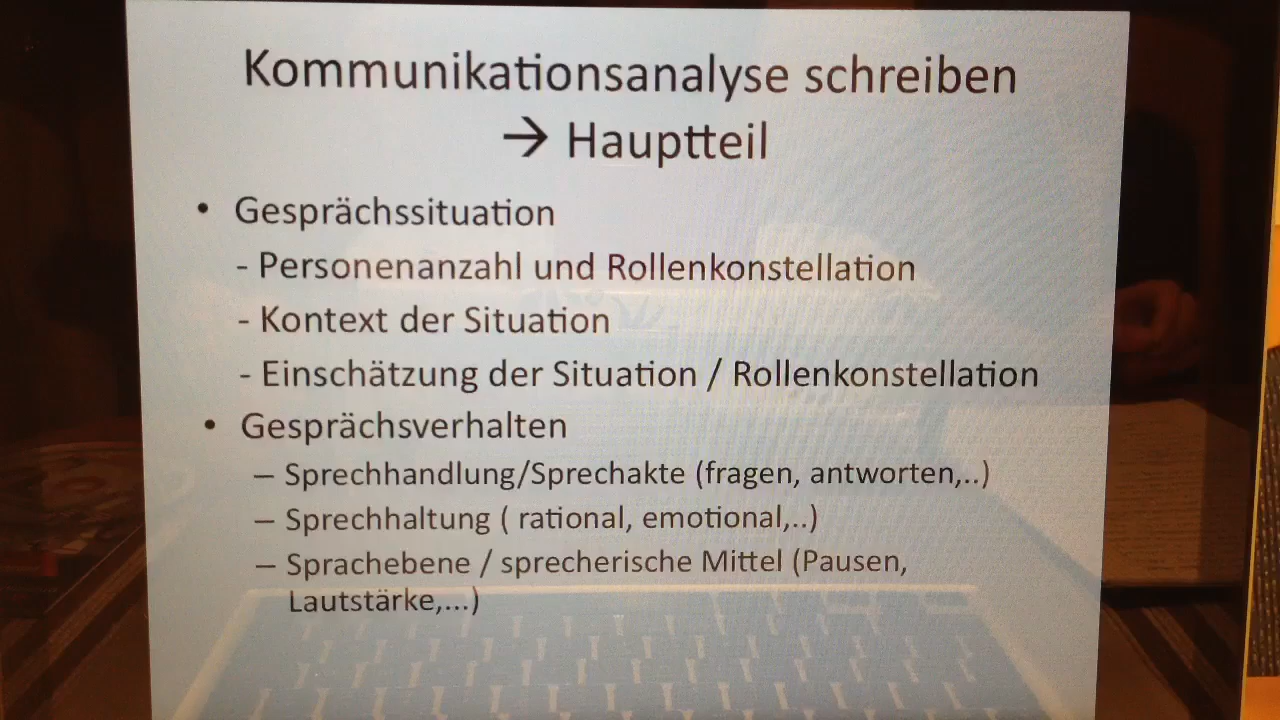 Kommunikationsanalyse schreiben
→ Hauptteil
• Gesprächssituation
- Personenanzahl und Rollenkonstellation
- Kontext der Situation
- Einschätzung der Situation / Rollenkonstellation
• Gesprächsverhalten
– Sprechhandlung/Sprechakte (fragen, antworten,..)
– Sprechhaltung ( rational, emotional,..)
– Sprachebene / sprecherische Mittel (Pausen,
Lautstärke,...)